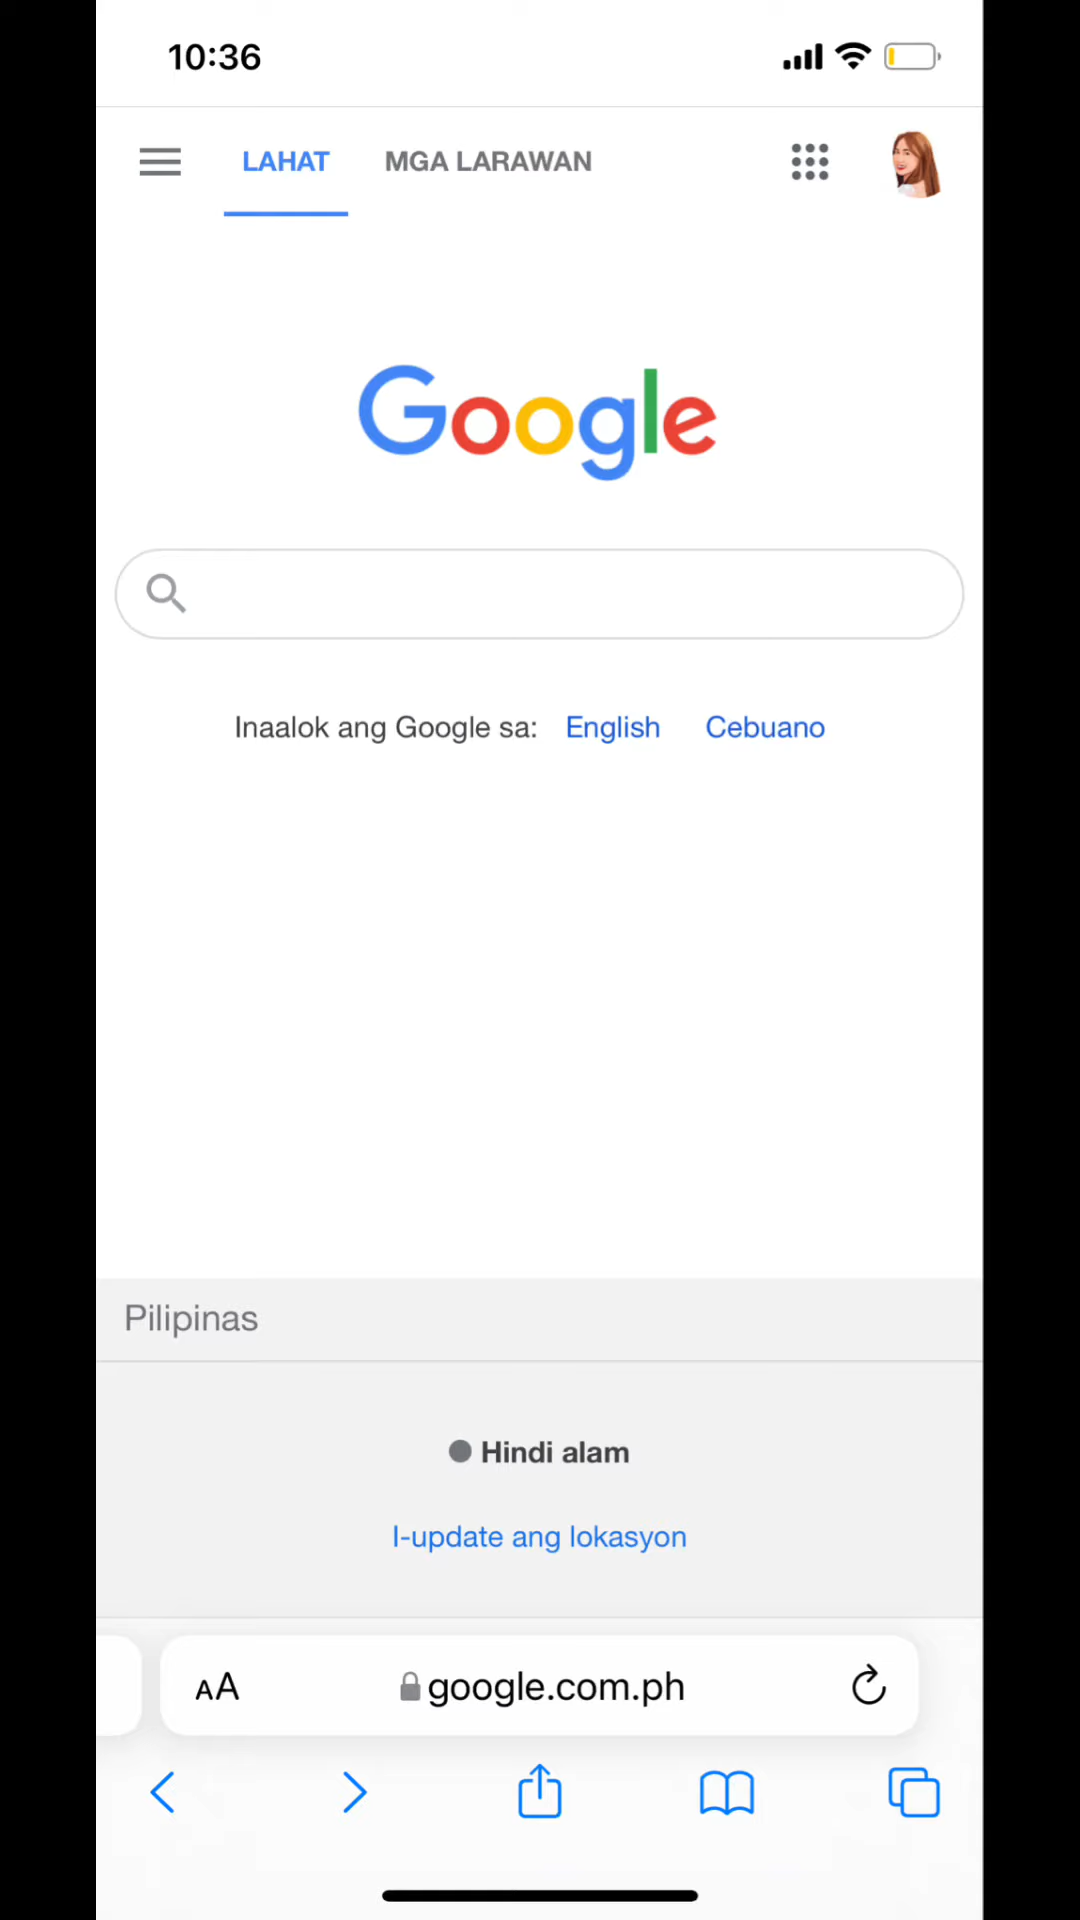 10:36
LAHAT MGA LARAWAN
Google
Inaalok ang Google sa: English Cebuano
Pilipinas
Hindi alam
I-update ang lokasyon
AA google.com.ph